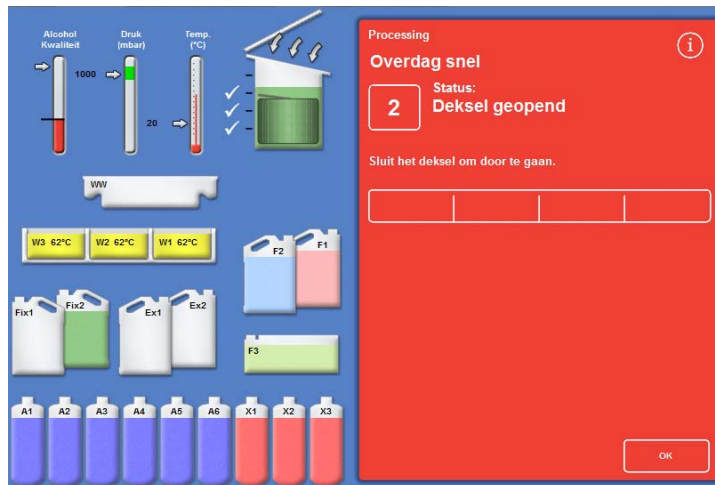 Alcohol
Kwaliteit
Druk
(mbar)
Temp.
(°C)
1000
20
WW
W3 62°C
W2 62°C
W1 62°C
F2
F1
Fix1
Fix2
Ex1
Ex2
F3
A1
A2
A3
A4
A5
A6
X1
X2
X3
Processing
i
Overdag snel
2
Status:
Deksel geopend
Sluit het deksel om door te gaan.
OK